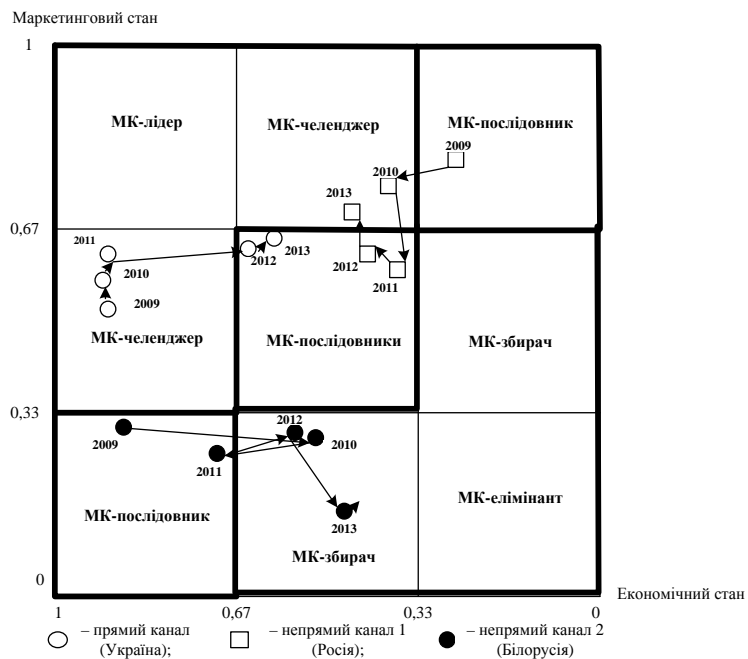 Маркетинговий стан
1
МК-лідер
МК-челенджер
МК-послідовник
2009
2010
2013
0,67
2011
2010
2009
2012
2013
2012
2011
МК-челенджер
МК-послідовники
МК-збирач
0,33
2009
2012
2010
2011
МК-послідовник
2013
МК-збирач
МК-елімінант
0
Економічний стан
1
0,67
0,33
0
– прямий канал
(Україна);
– непрямий канал 1
(Росія);
– непрямий канал 2
(Білорусія)